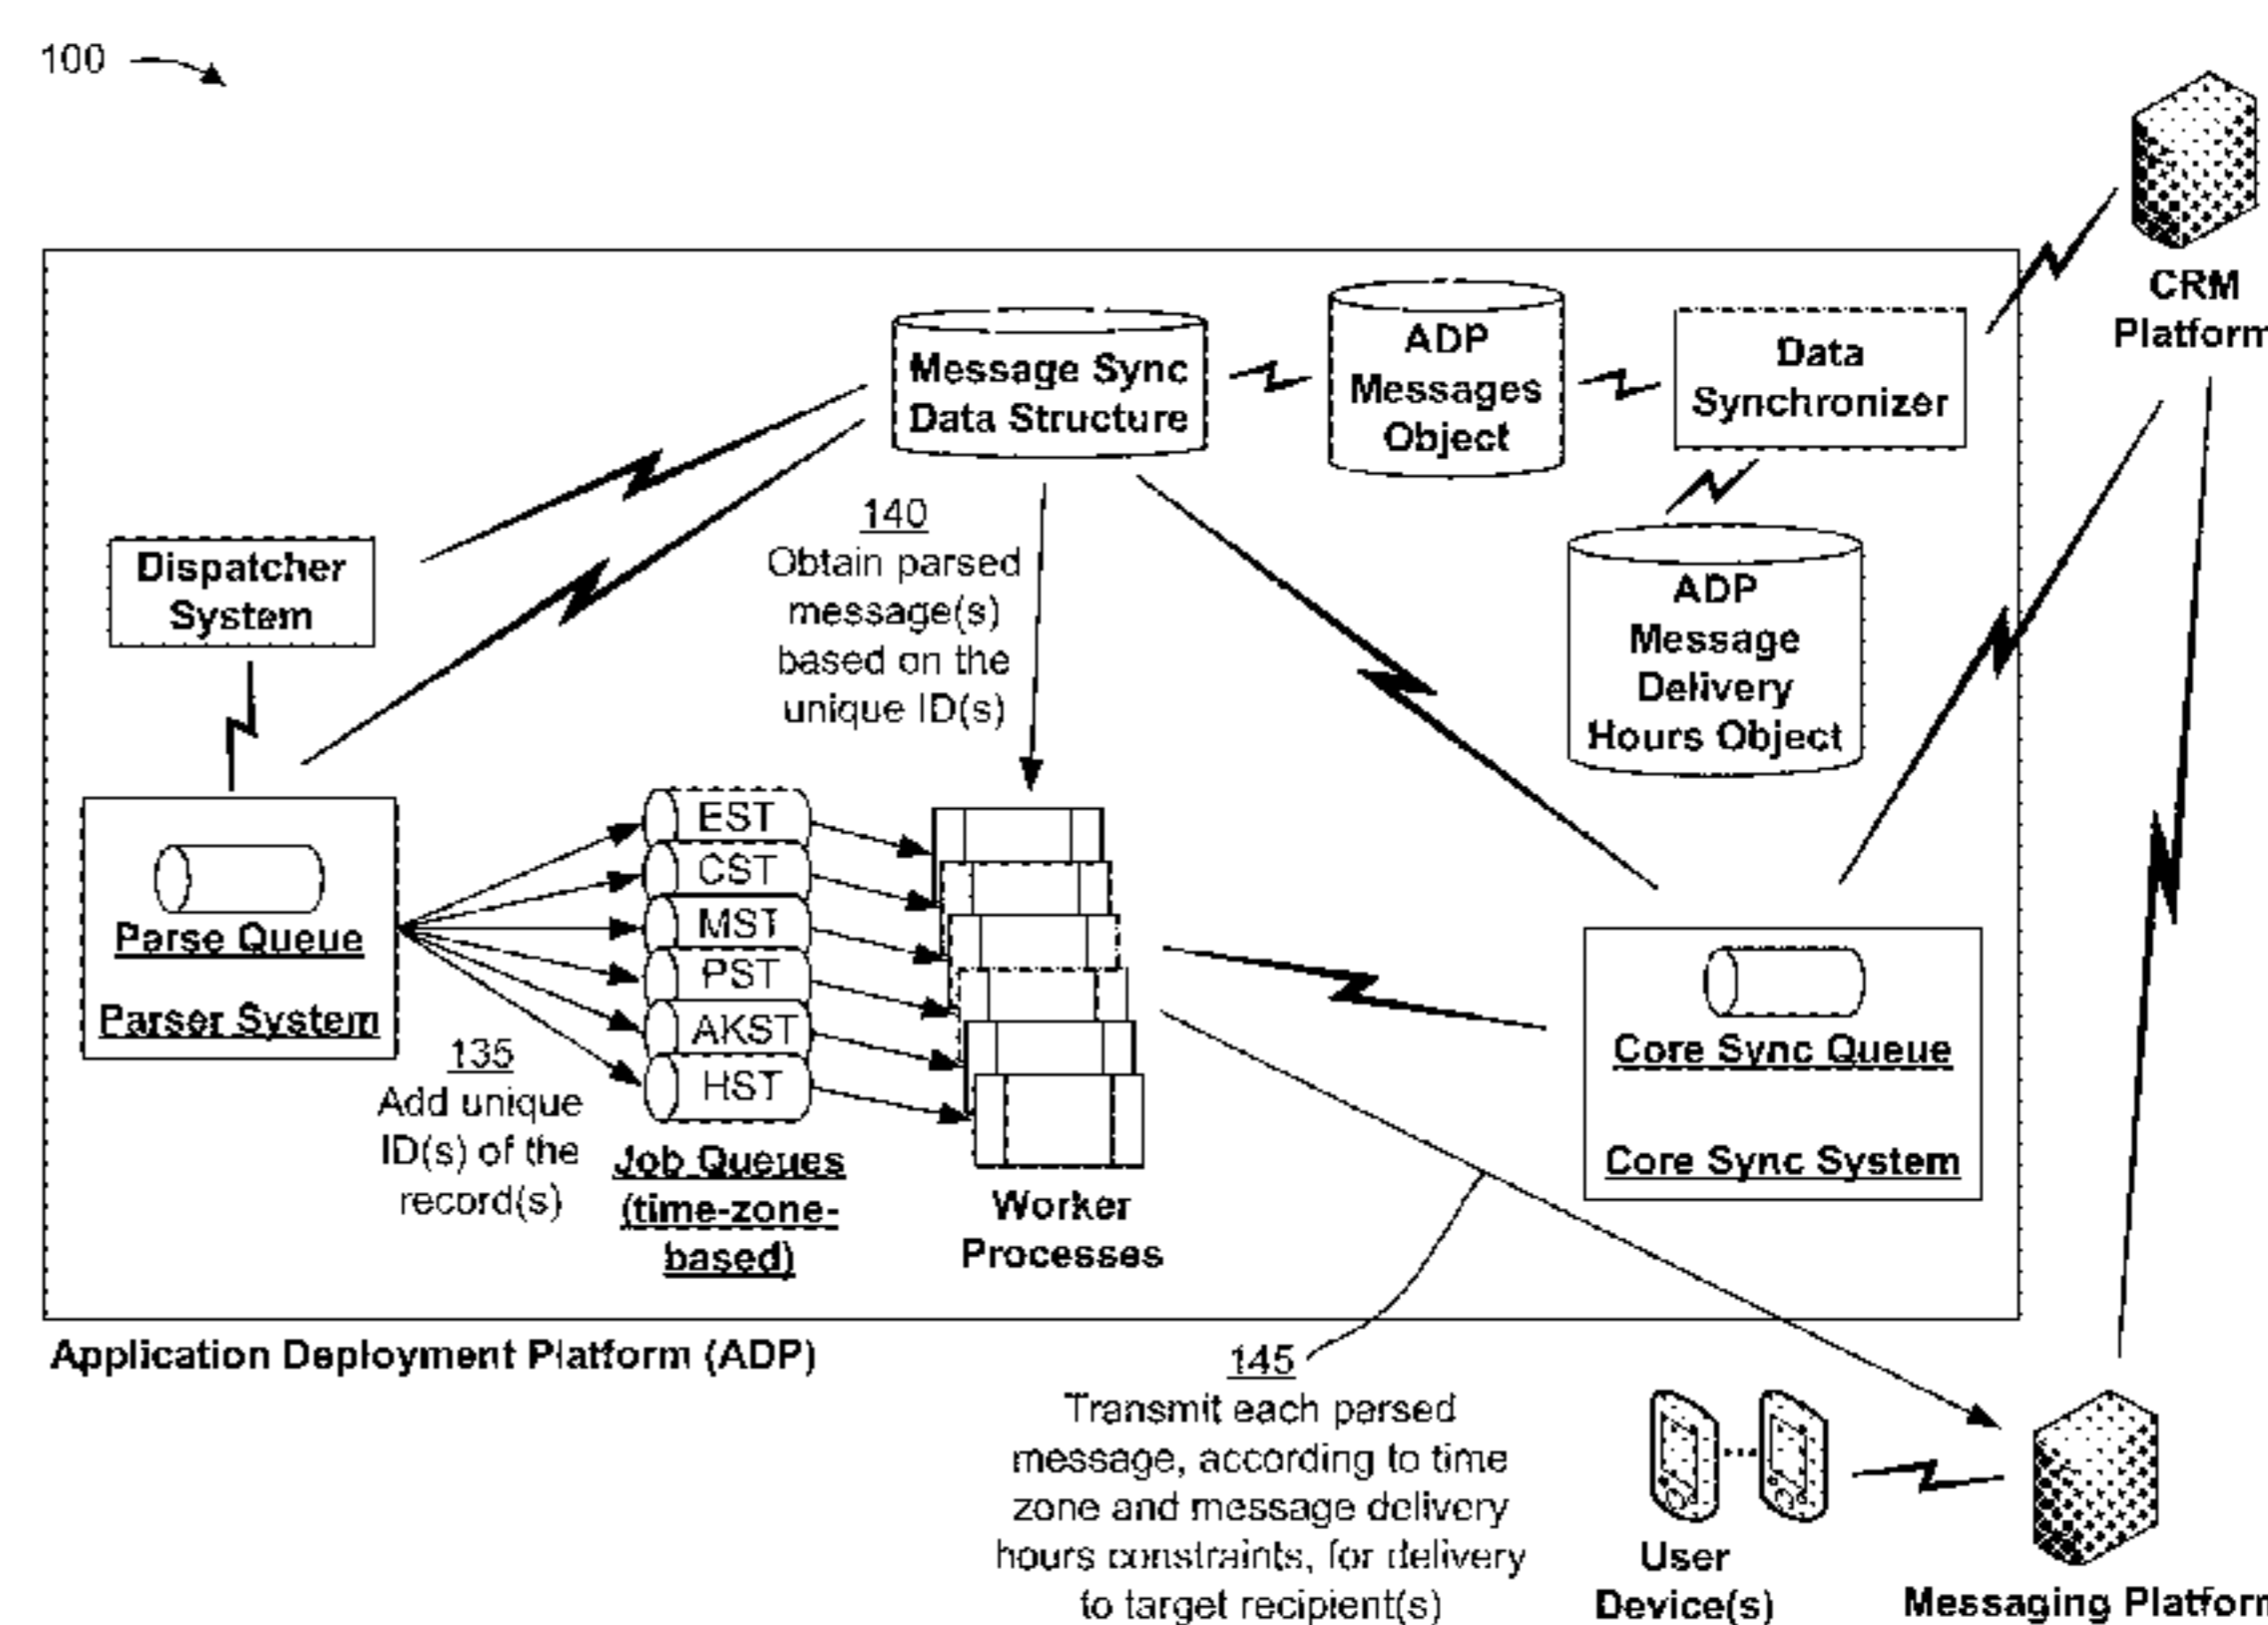 100
CRM
Platform
Message Sync
Data Structure
ADP
Messages
Object
Data
Synchronizer
140
Obtain parsed
message(s)
based on the
unique ID(s)
Dispatcher
System
ADP
Message
Delivery
Hours Object
Parse Queue
Parser System
EST
CST
MST
PST
AKST
HST
135
Add unique
ID(s) of the
record(s)
Job Queues
(time-zone-
based)
Worker
Processes
Core Sync Queue
Core Sync System
Application Deployment Platform (ADP)
145
Transmit each parsed
message, according to time
zone and message delivery
hours constraints, for delivery
to target recipient(s)
User
Device(s)
Messaging Platform